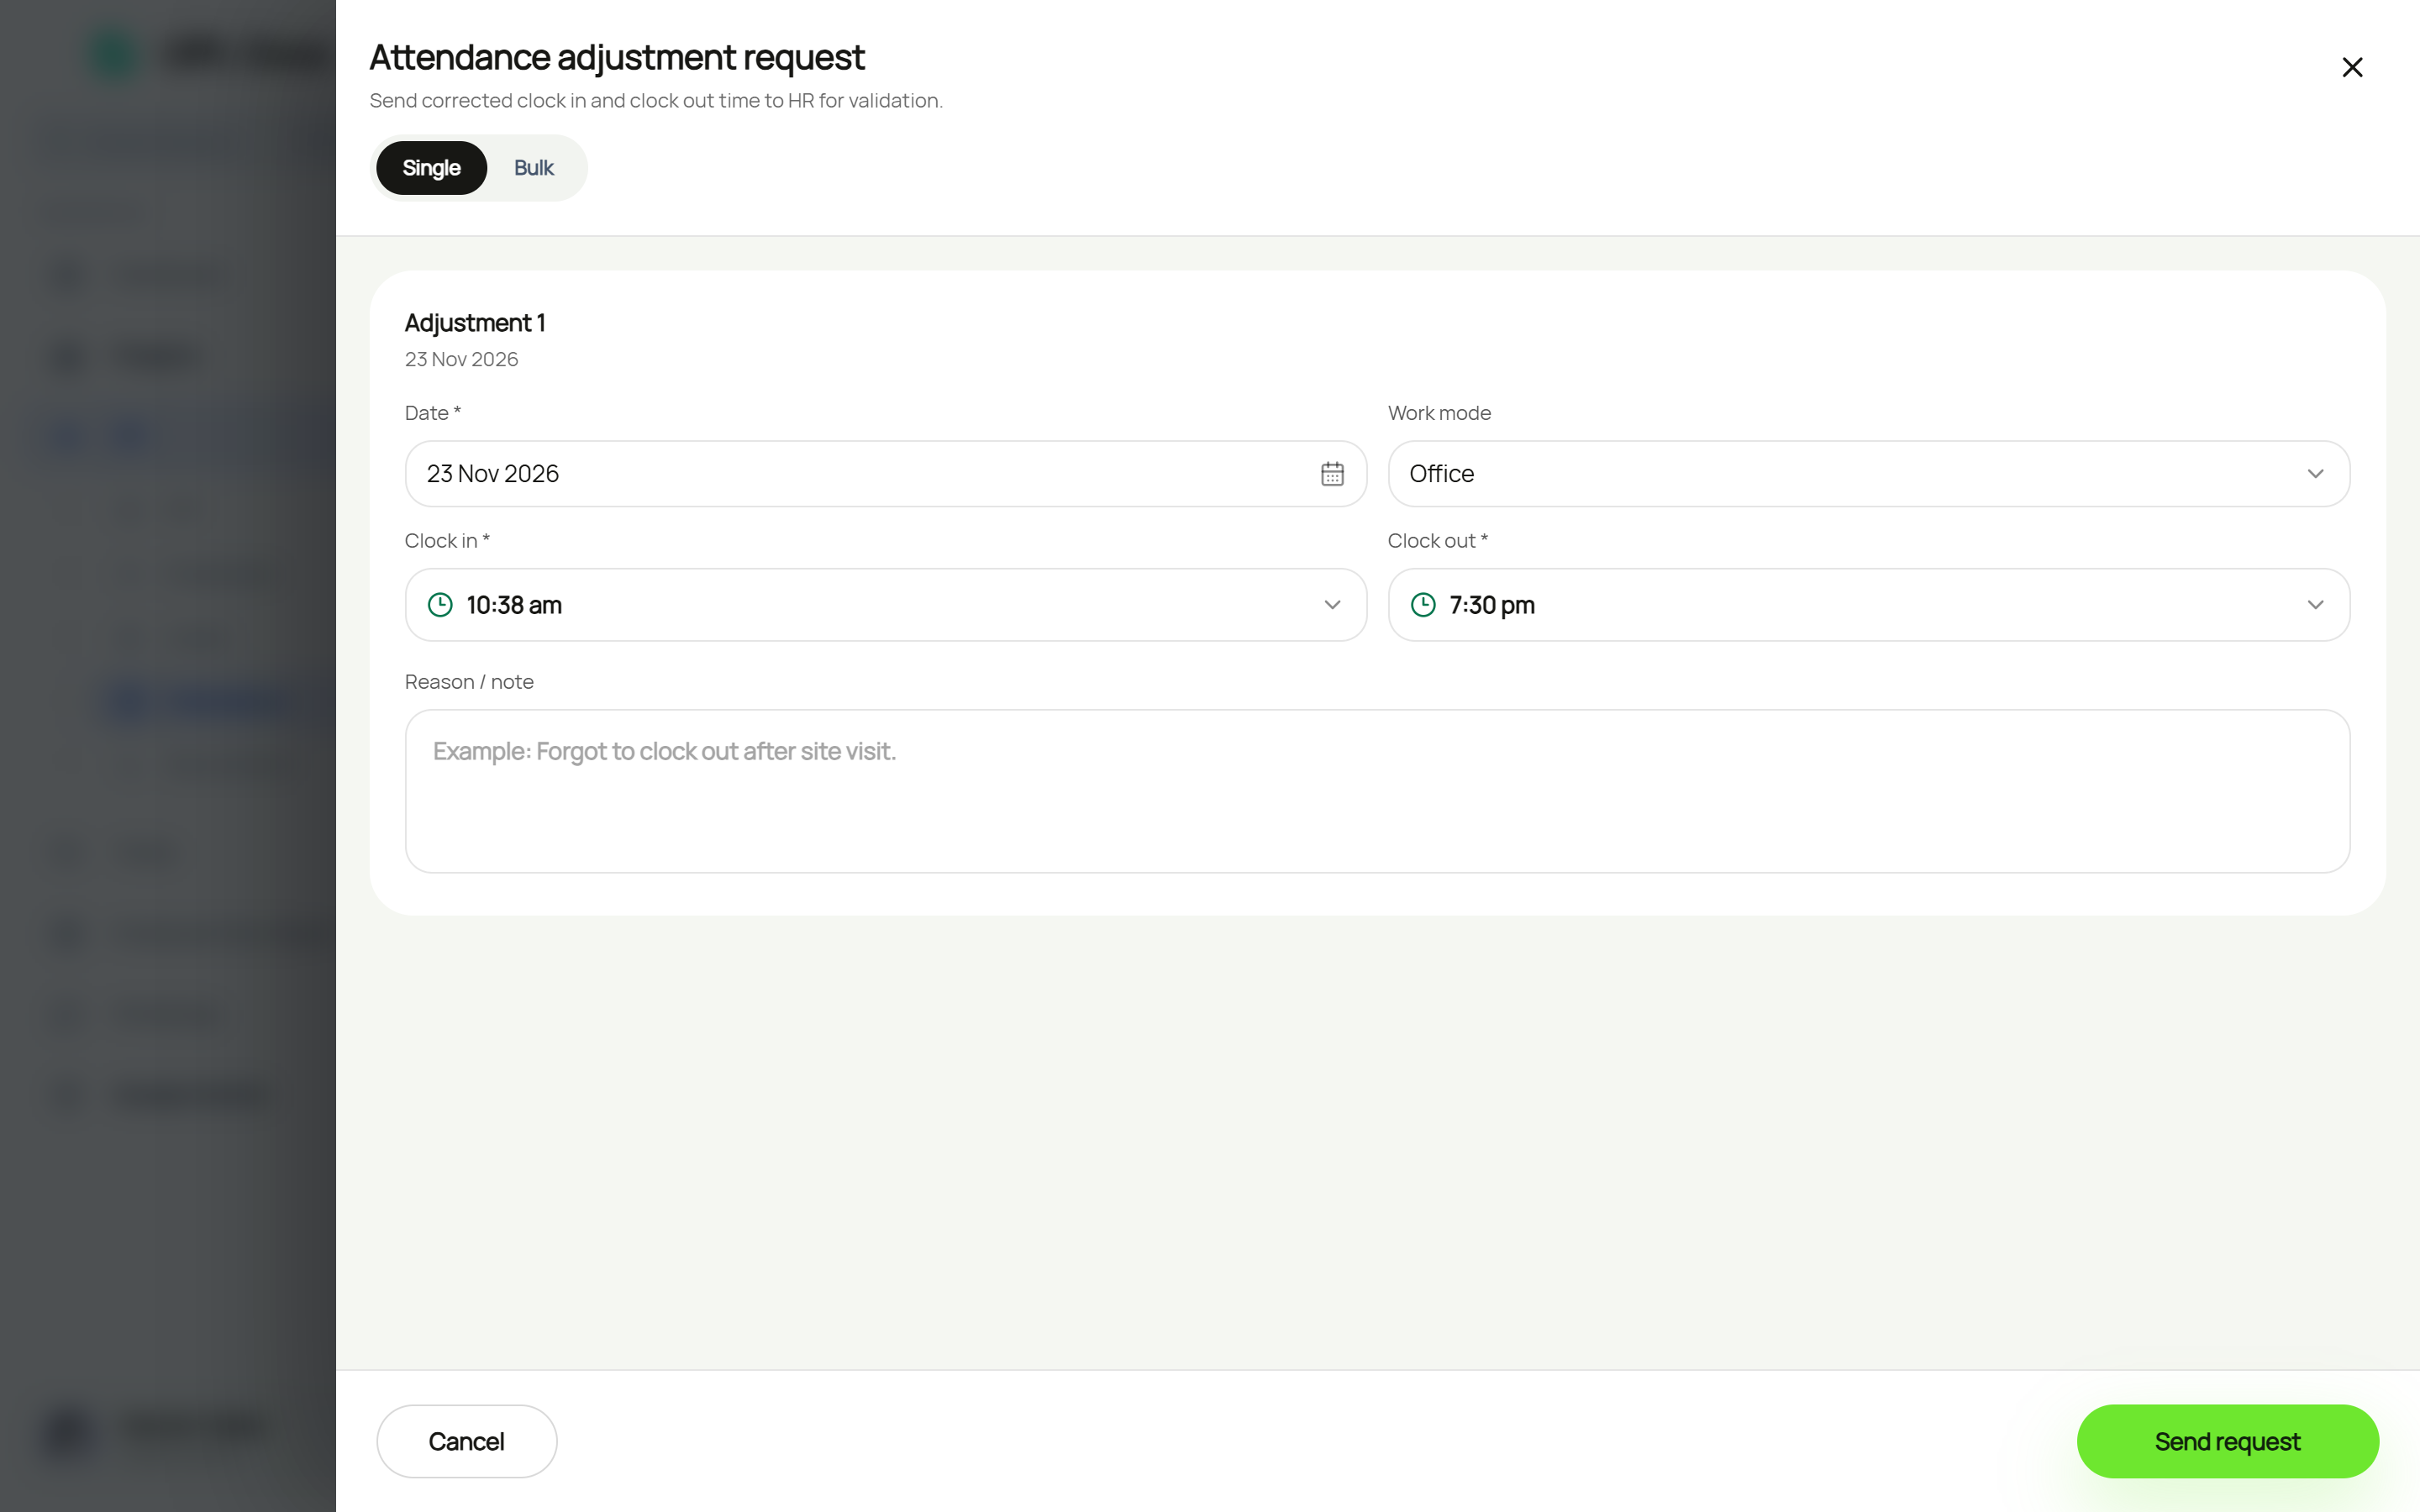 Attendance adjustment request
Send corrected clock in and clock out time to HR for validation.
Single
Bulk
Adjustment 1
23 Nov 2026
Date *
Work mode
23 Nov 2026
Office
Clock in *
Clock out *
10:38 am
7:30 pm
Reason / note
Example: Forgot to clock out after site visit.
Cancel
Send request